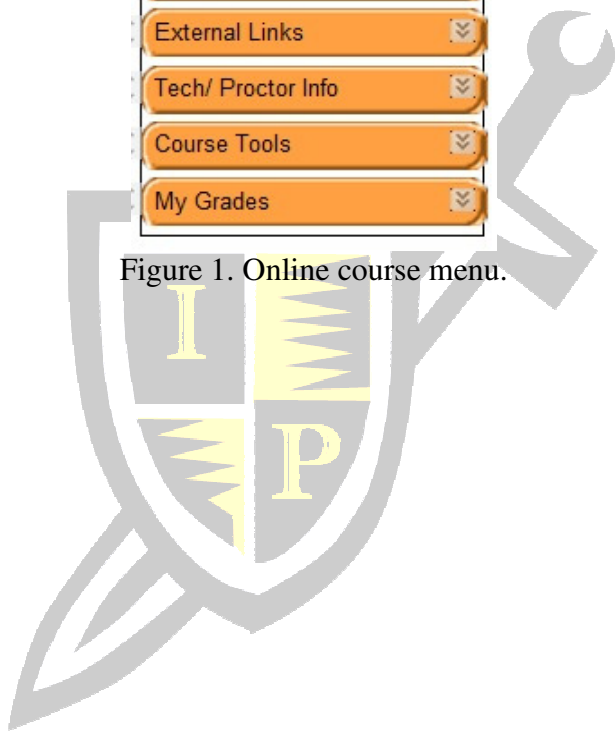 External Links
Tech/ Proctor Info
Course Tools
My Grades
Figure 1. Online course menu.
I
P